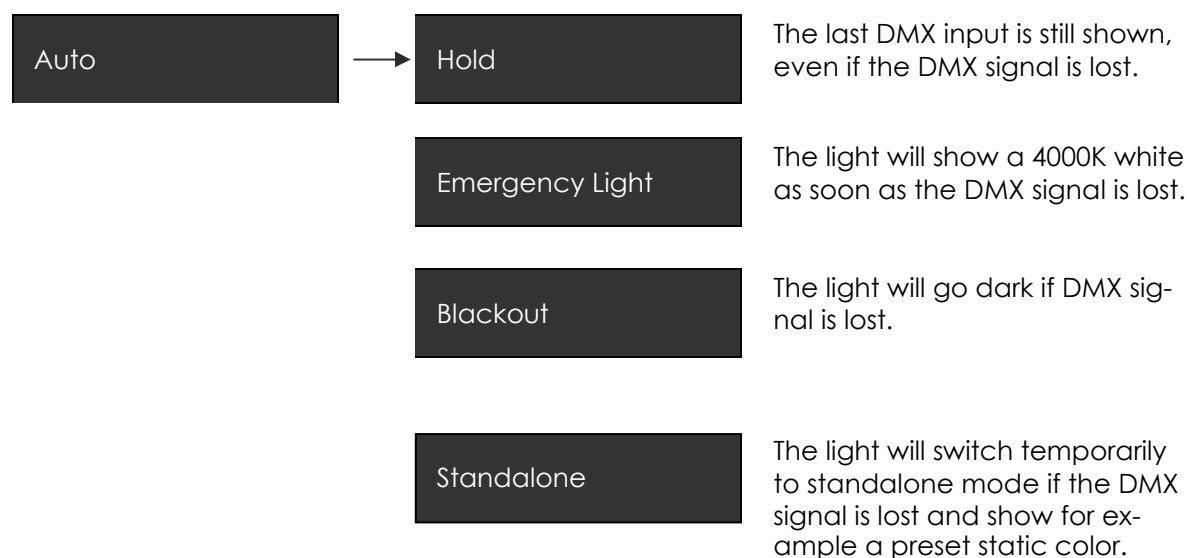 Auto
Hold
The last DMX input is still shown,
even if the DMX signal is lost.
Emergency Light
The light will show a 4000K white
as soon as the DMX signal is lost.
Blackout
The light will go dark if DMX sig-
nal is lost.
Standalone
The light will switch temporarily
to standalone mode if the DMX
signal is lost and show for ex-
ample a preset static color.